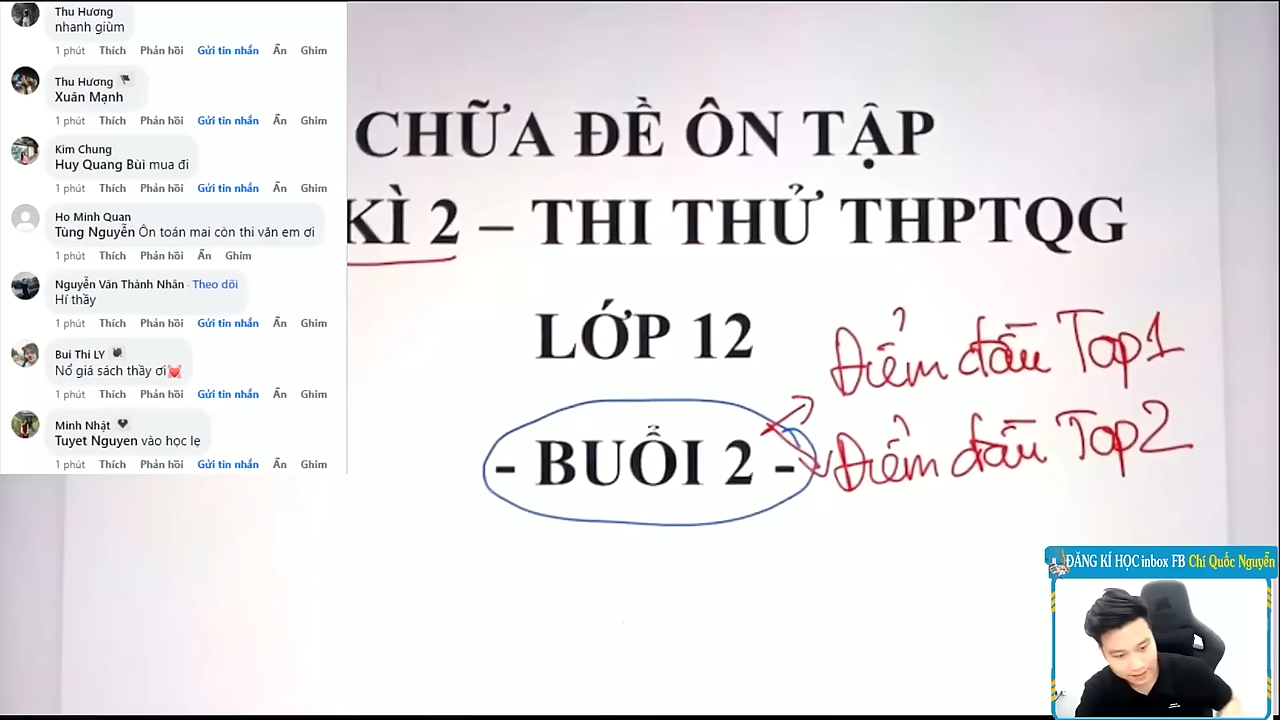 Thu Hương
nhanh giùm
1 phút Thích Phản hồi Gửi tin nhắn Ẩn Ghim
Thu Hương
Xuân Mạnh
1 phút Thích Phản hồi Gửi tin nhắn Ẩn Ghim
Kim Chung
Huy Quang Bùi mua đi
1 phút Thích Phản hồi Gửi tin nhắn Ẩn Ghim
Ho Minh Quan
Tùng Nguyễn Ôn toán mai còn thi văn em ơi
1 phút Thích Phản hồi Ẩn Ghim
Nguyễn Văn Thành Nhân · Theo dõi
Hí thầy
1 phút Thích Phản hồi Gửi tin nhắn Ẩn Ghim
Bui Thi LY
Nổ giá sách thầy ơi💓
1 phút Thích Phản hồi Gửi tin nhắn Ẩn Ghim
Minh Nhật
Tuyet Nguyen vào học lẹ
1 phút Thích Phản hồi Gửi tin nhắn Ẩn Ghim
CHỮA ĐỀ ÔN TẬP
KÌ 2 – THI THỬ THPTQG
LỚP 12
- BUỔI 2 -
Điểm đầu Top1
Điểm đầu Top2
ĐĂNG KÍ HỌC inbox FB Chí Quốc Nguyễn